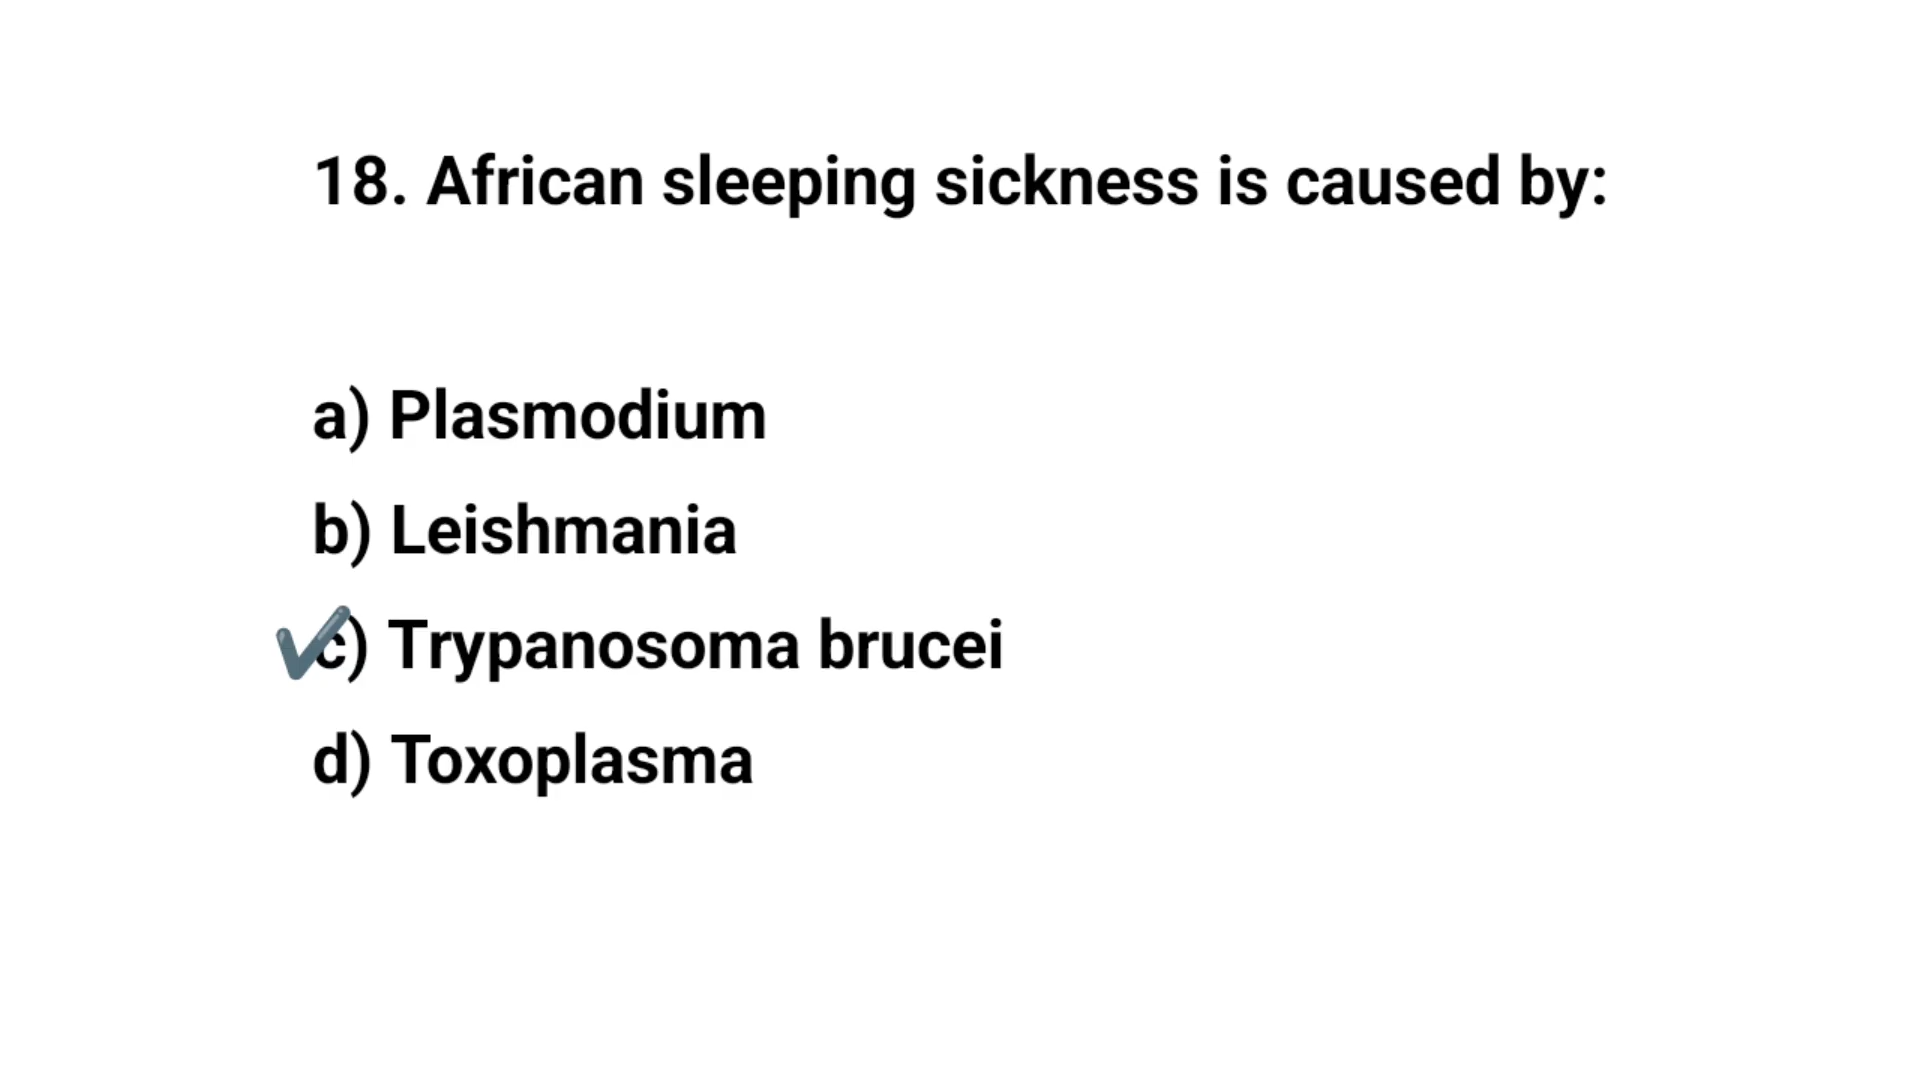 18. African sleeping sickness is caused by:
a) Plasmodium
b) Leishmania
c) Trypanosoma brucei
d) Toxoplasma